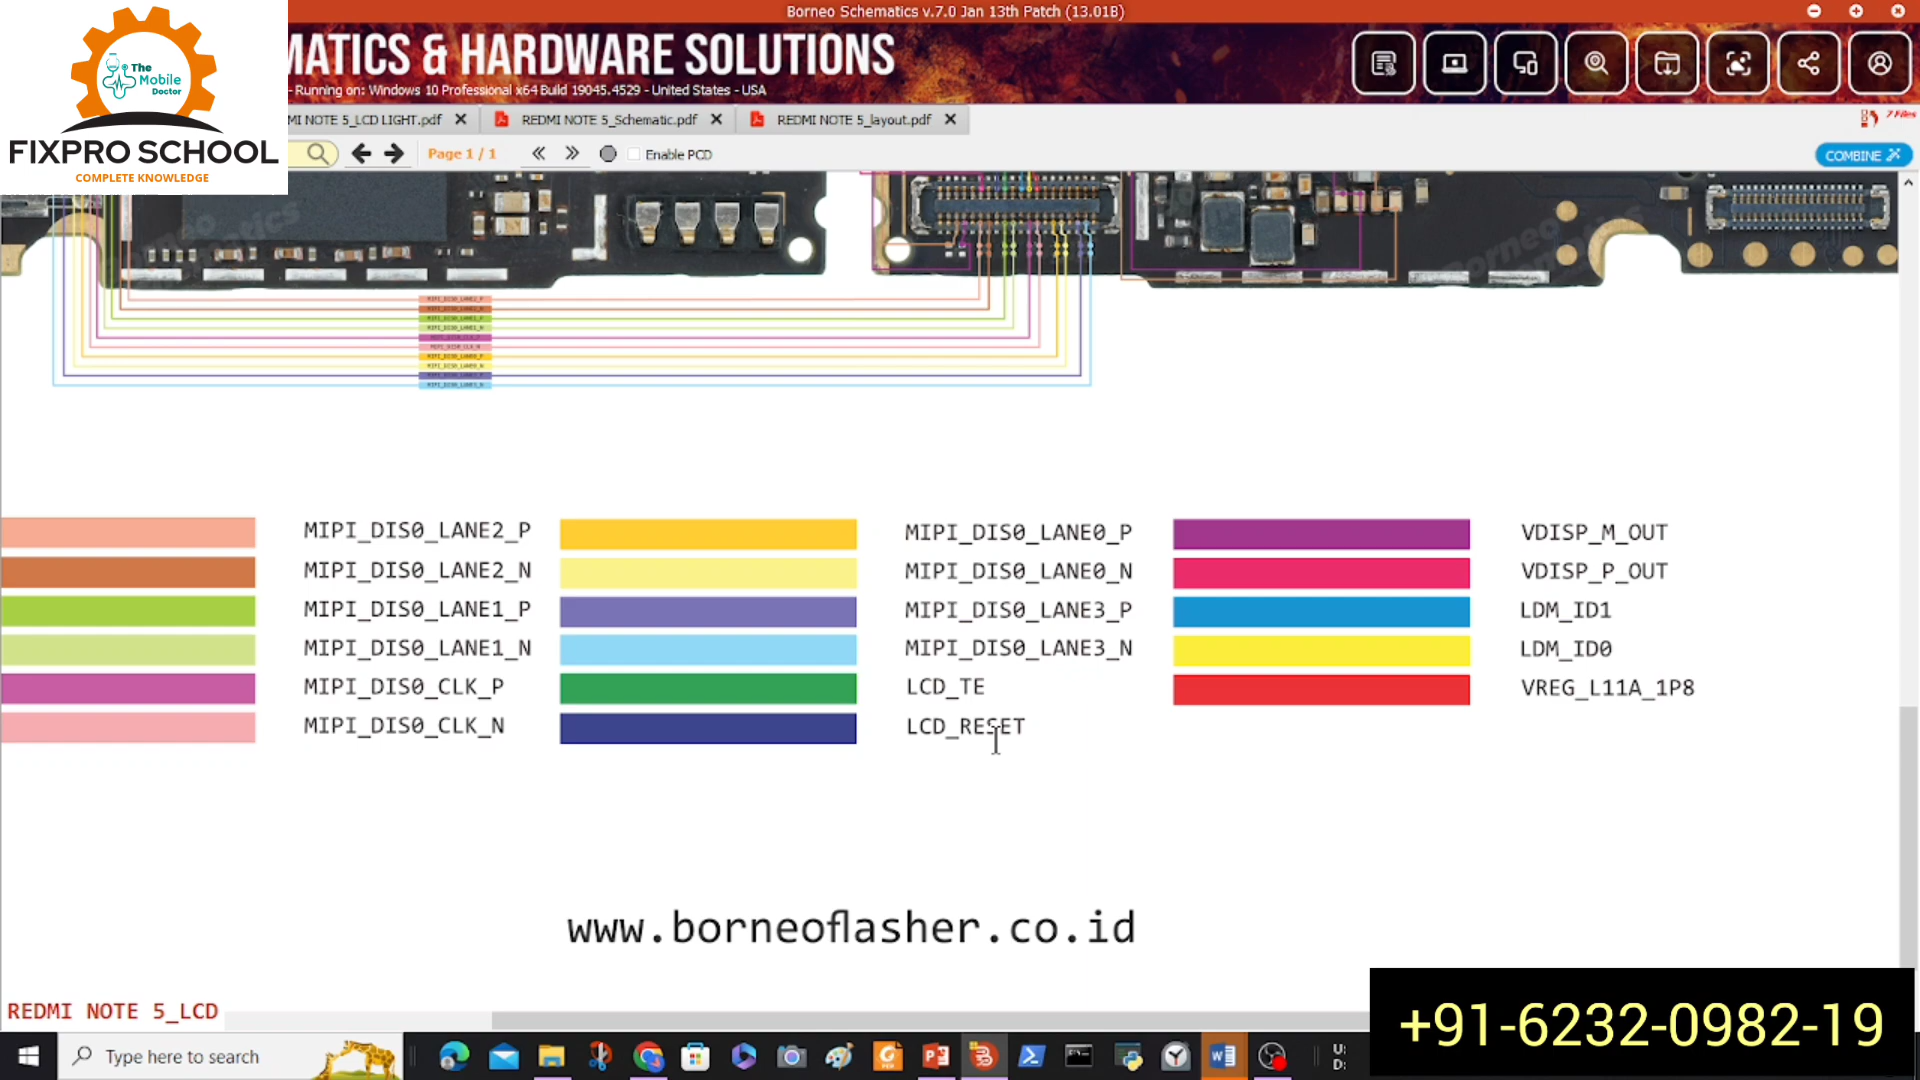 Borneo Schematics v.7.0 Jan 13th Patch (13.01B)
The
Mobile
Doctor
FIXPRO SCHOOL
COMPLETE KNOWLEDGE
MATICS & HARDWARE SOLUTIONS
- Running on: Windows 10 Professional x64 Build 19045.4529 - United States - USA
MI NOTE 5_LCD LIGHT.pdf
REDMI NOTE 5_Schematic.pdf
REDMI NOTE 5_layout.pdf
7 Files
Page 1 / 1
Enable PCD
COMBINE
MIPI_DIS0_LANE2_P
MIPI_DIS0_LANE2_N
MIPI_DIS0_LANE1_P
MIPI_DIS0_LANE1_N
MIPI_DIS0_CLK_P
MIPI_DIS0_CLK_N
MIPI_DIS0_LANE0_P
MIPI_DIS0_LANE0_N
MIPI_DIS0_LANE3_P
MIPI_DIS0_LANE3_N
LCD_TE
LCD_RESET
VDISP_M_OUT
VDISP_P_OUT
LDM_ID1
LDM_ID0
VREG_L11A_1P8
www.borneoflasher.co.id
REDMI NOTE 5_LCD
+91-6232-0982-19
Type here to search
U:
D: